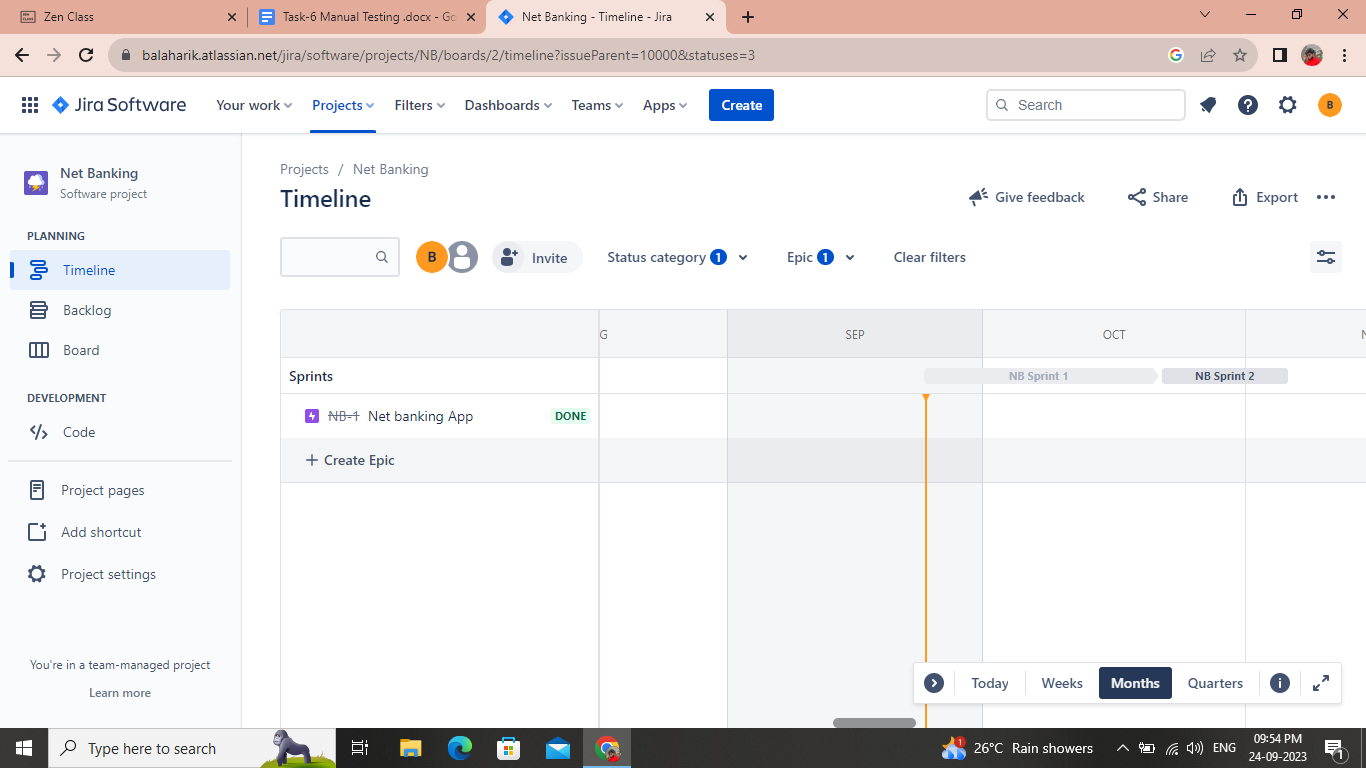 Zen Class
Task-6 Manual Testing .docx - Go
Net Banking - Timeline - Jira
balaharik.atlassian.net/jira/software/projects/NB/boards/2/timeline?issueParent=10000&statuses=3
Jira Software
Your work
Projects
Filters
Dashboards
Teams
Apps
Create
Search
B
Net Banking
Software project
PLANNING
Timeline
Backlog
Board
DEVELOPMENT
Code
Project pages
Add shortcut
Project settings
You're in a team-managed project
Learn more
Projects / Net Banking
Timeline
Give feedback
Share
Export
B
Invite
Status category 1
Epic 1
Clear filters
G
SEP
OCT
N
Sprints
NB Sprint 1
NB Sprint 2
NB-1 Net banking App
DONE
+ Create Epic
Today
Weeks
Months
Quarters
Type here to search
1
26°C Rain showers
ENG
09:54 PM
24-09-2023
1